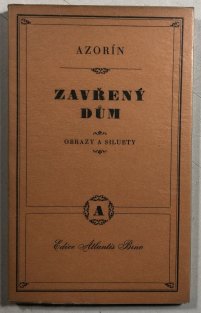 AZORÍN
ZAVŘENÝ
DŮM
OBRAZY A SILUETY
A
Edice Atlantis Brno